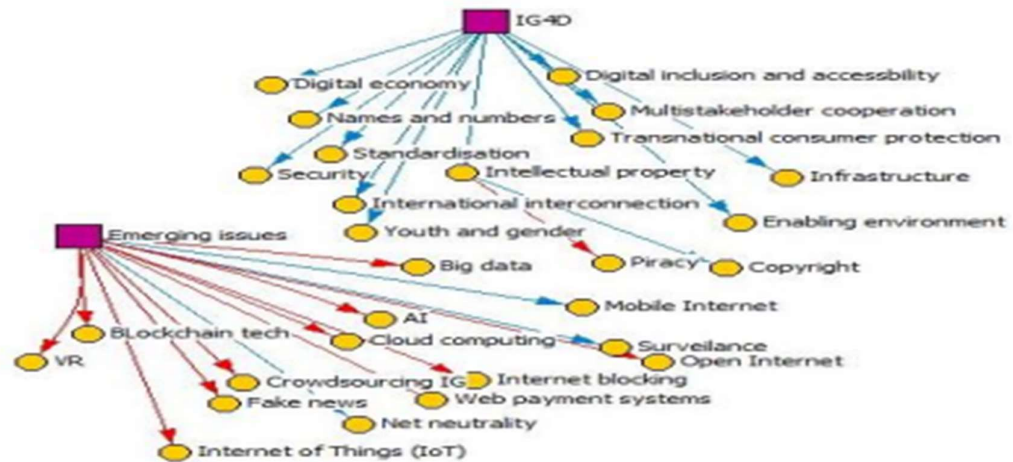 IG4D
Digital economy
Digital inclusion and accessbility
Names and numbers
Multistakeholder cooperation
Transnational consumer protection
Standardisation
Security
Intellectual property
Infrastructure
International interconnection
Enabling environment
Youth and gender
Emerging issues
Big data
Piracy
Copyright
Mobile Internet
AI
BLockchain tech
Cloud computing
Surveilance
VR
Open Internet
Crowdsourcing IG
Internet blocking
Fake news
Web payment systems
Net neutrality
Internet of Things (IoT)